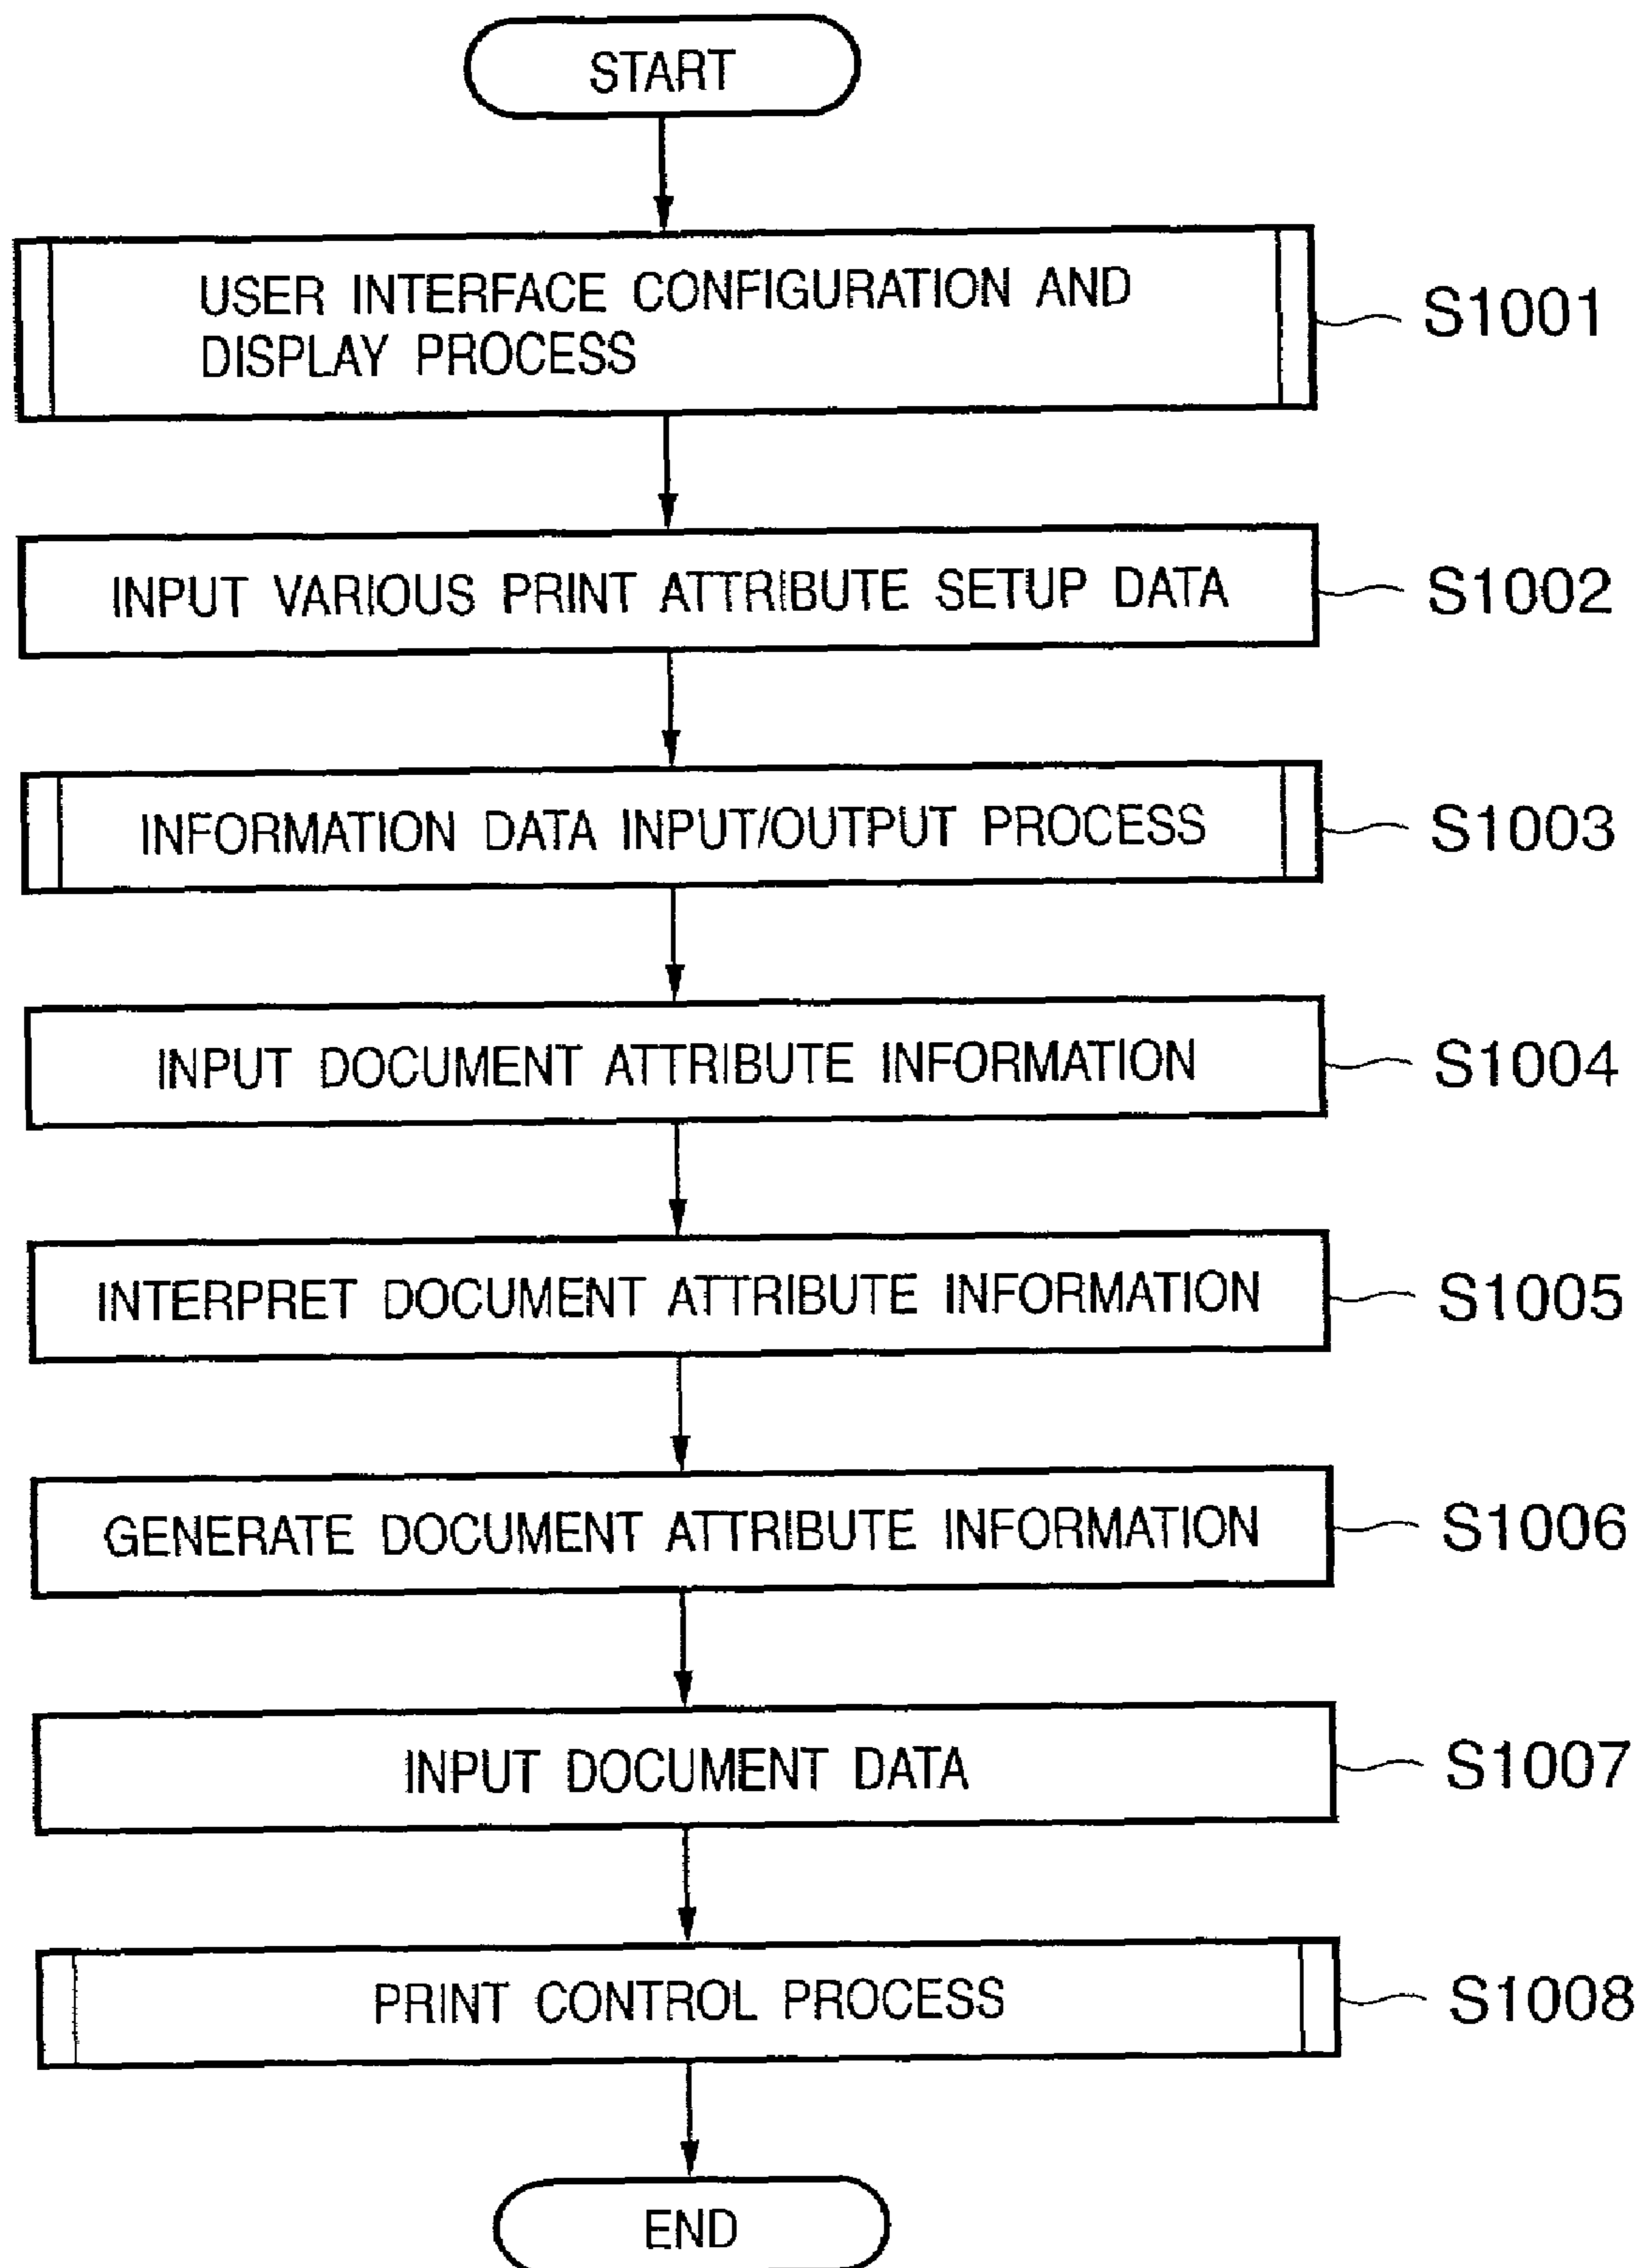 START
USER INTERFACE CONFIGURATION AND
DISPLAY PROCESS
S1001
INPUT VARIOUS PRINT ATTRIBUTE SETUP DATA
S1002
INFORMATION DATA INPUT/OUTPUT PROCESS
S1003
INPUT DOCUMENT ATTRIBUTE INFORMATION
S1004
INTERPRET DOCUMENT ATTRIBUTE INFORMATION
S1005
GENERATE DOCUMENT ATTRIBUTE INFORMATION
S1006
INPUT DOCUMENT DATA
S1007
PRINT CONTROL PROCESS
S1008
END